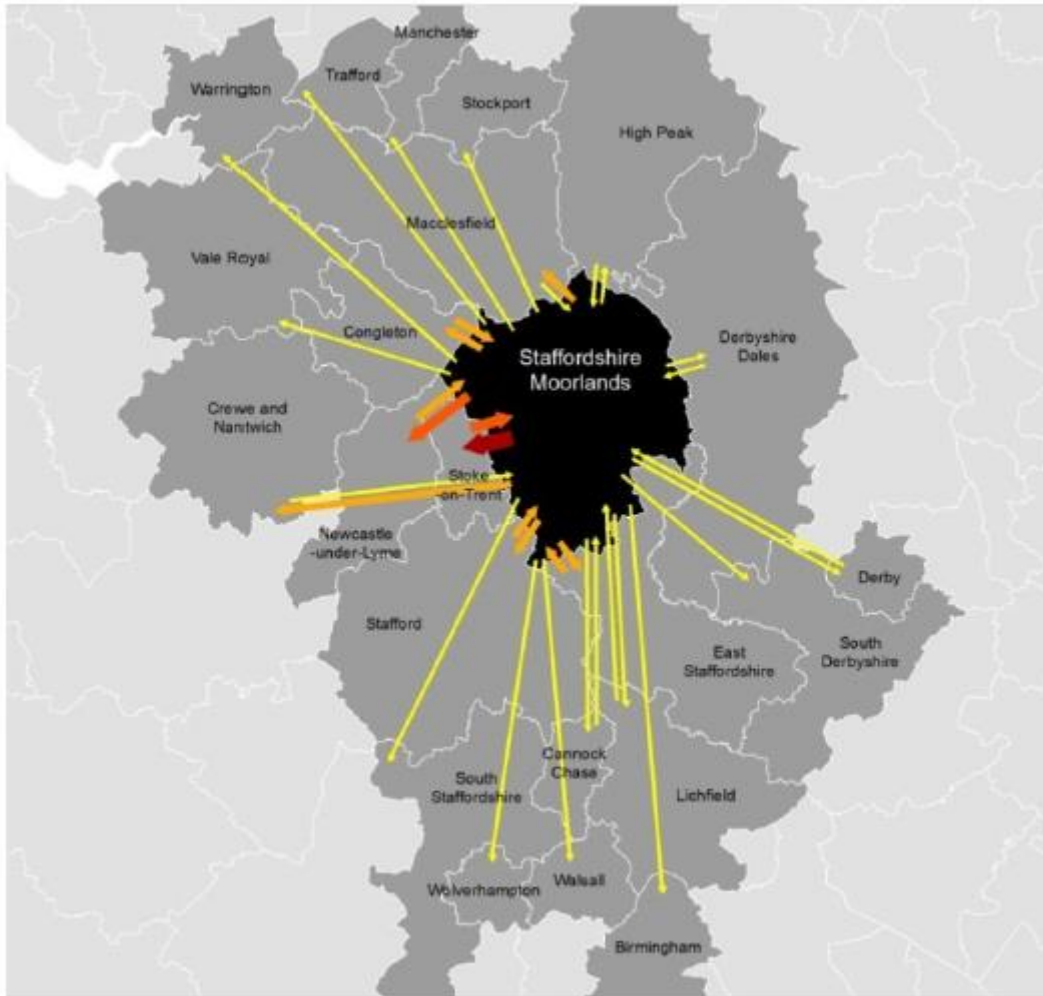 Manchester
Warrington
Trafford
Stockport
High Peak
Macclesfield
Vale Royal
Congleton
Staffordshire
Moorlands
Derbyshire
Dales
Crewe and
Nantwich
Stoke
-on-Trent
Newcastle
-under-Lyme
Derby
Stafford
East
Staffordshire
South
Derbyshire
Cannock
Chase
South
Staffordshire
Lichfield
Wolverhampton
Walsall
Birmingham